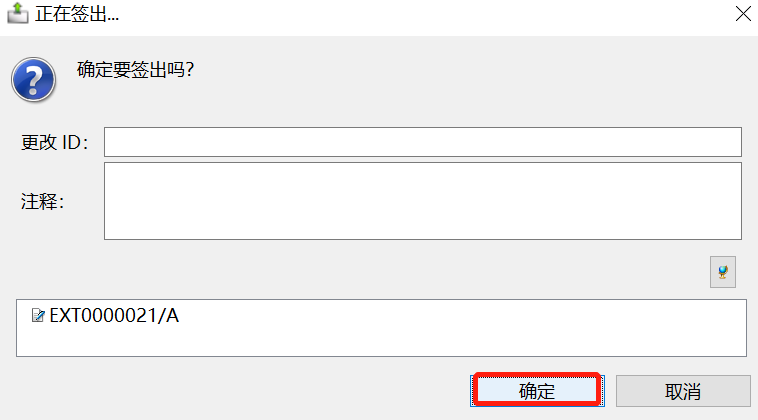 正在签出...
确定要签出吗?
更改 ID:
注释:
EXT0000021/A
确定 取消